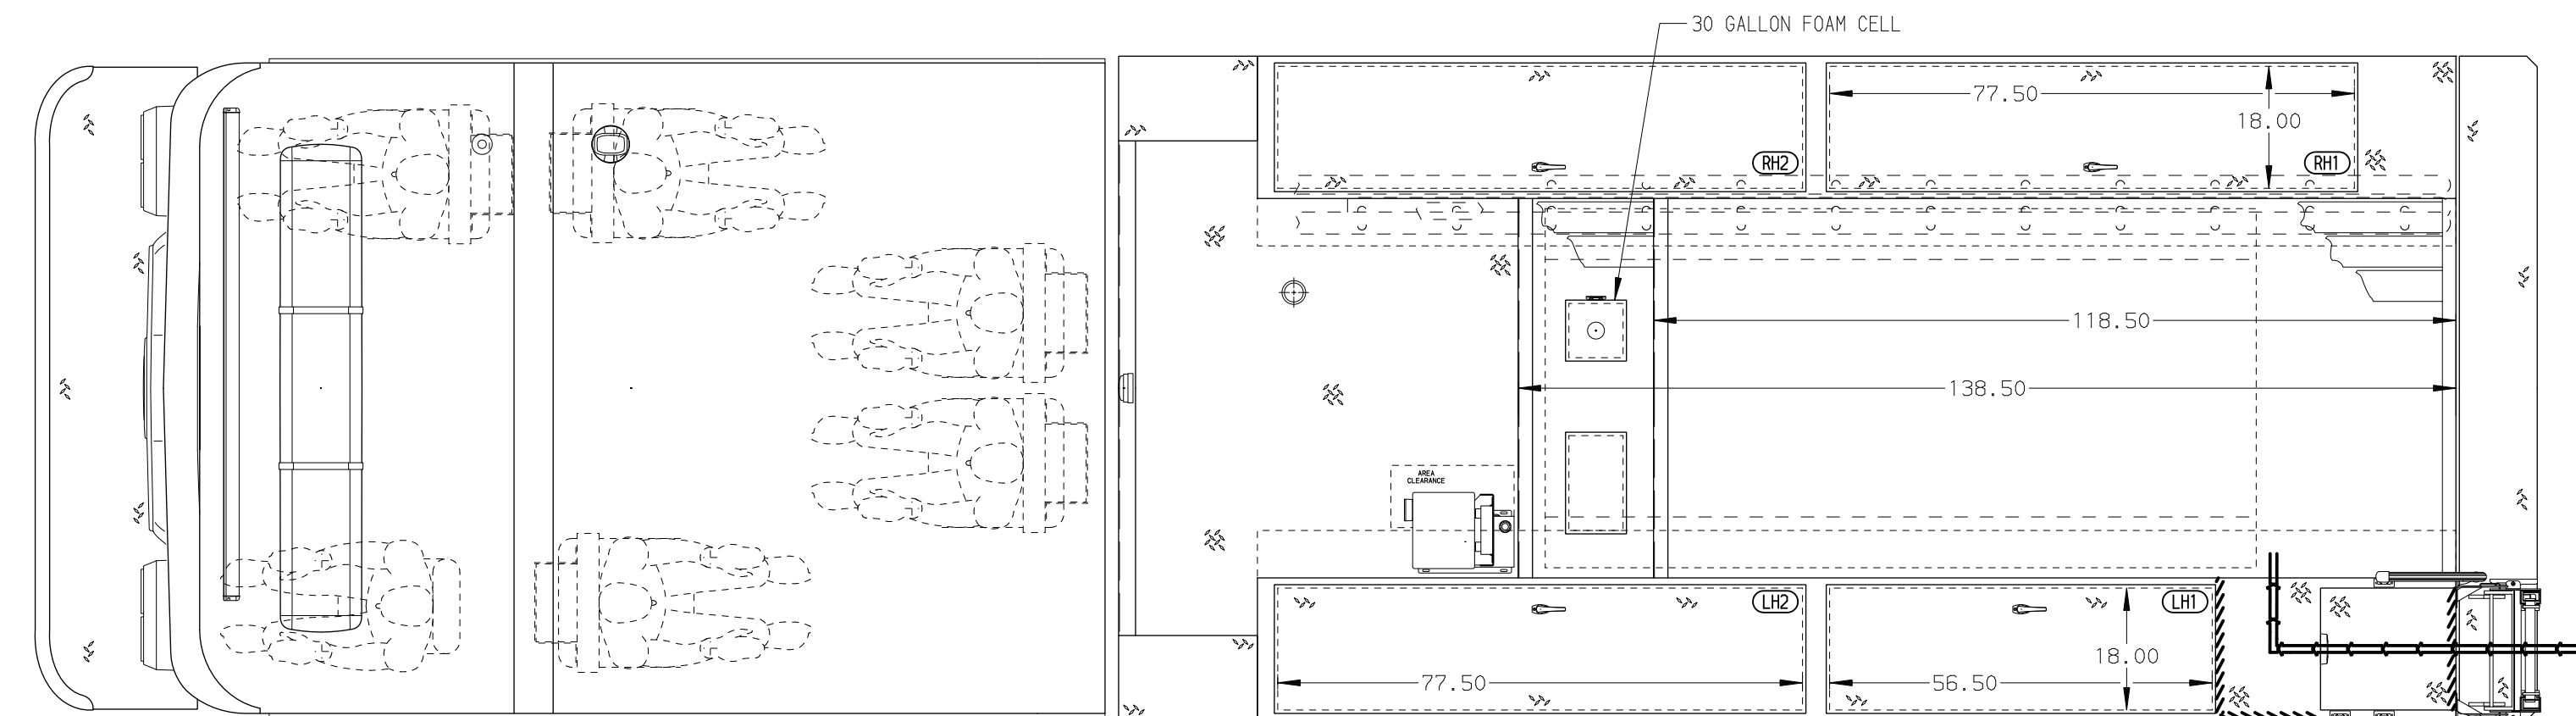 30 GALLON FOAM CELL
77.50
18.00
RH2
RH1
118.50
138.50
AREA
CLEARANCE
LH2
LH1
18.00
77.50
56.50